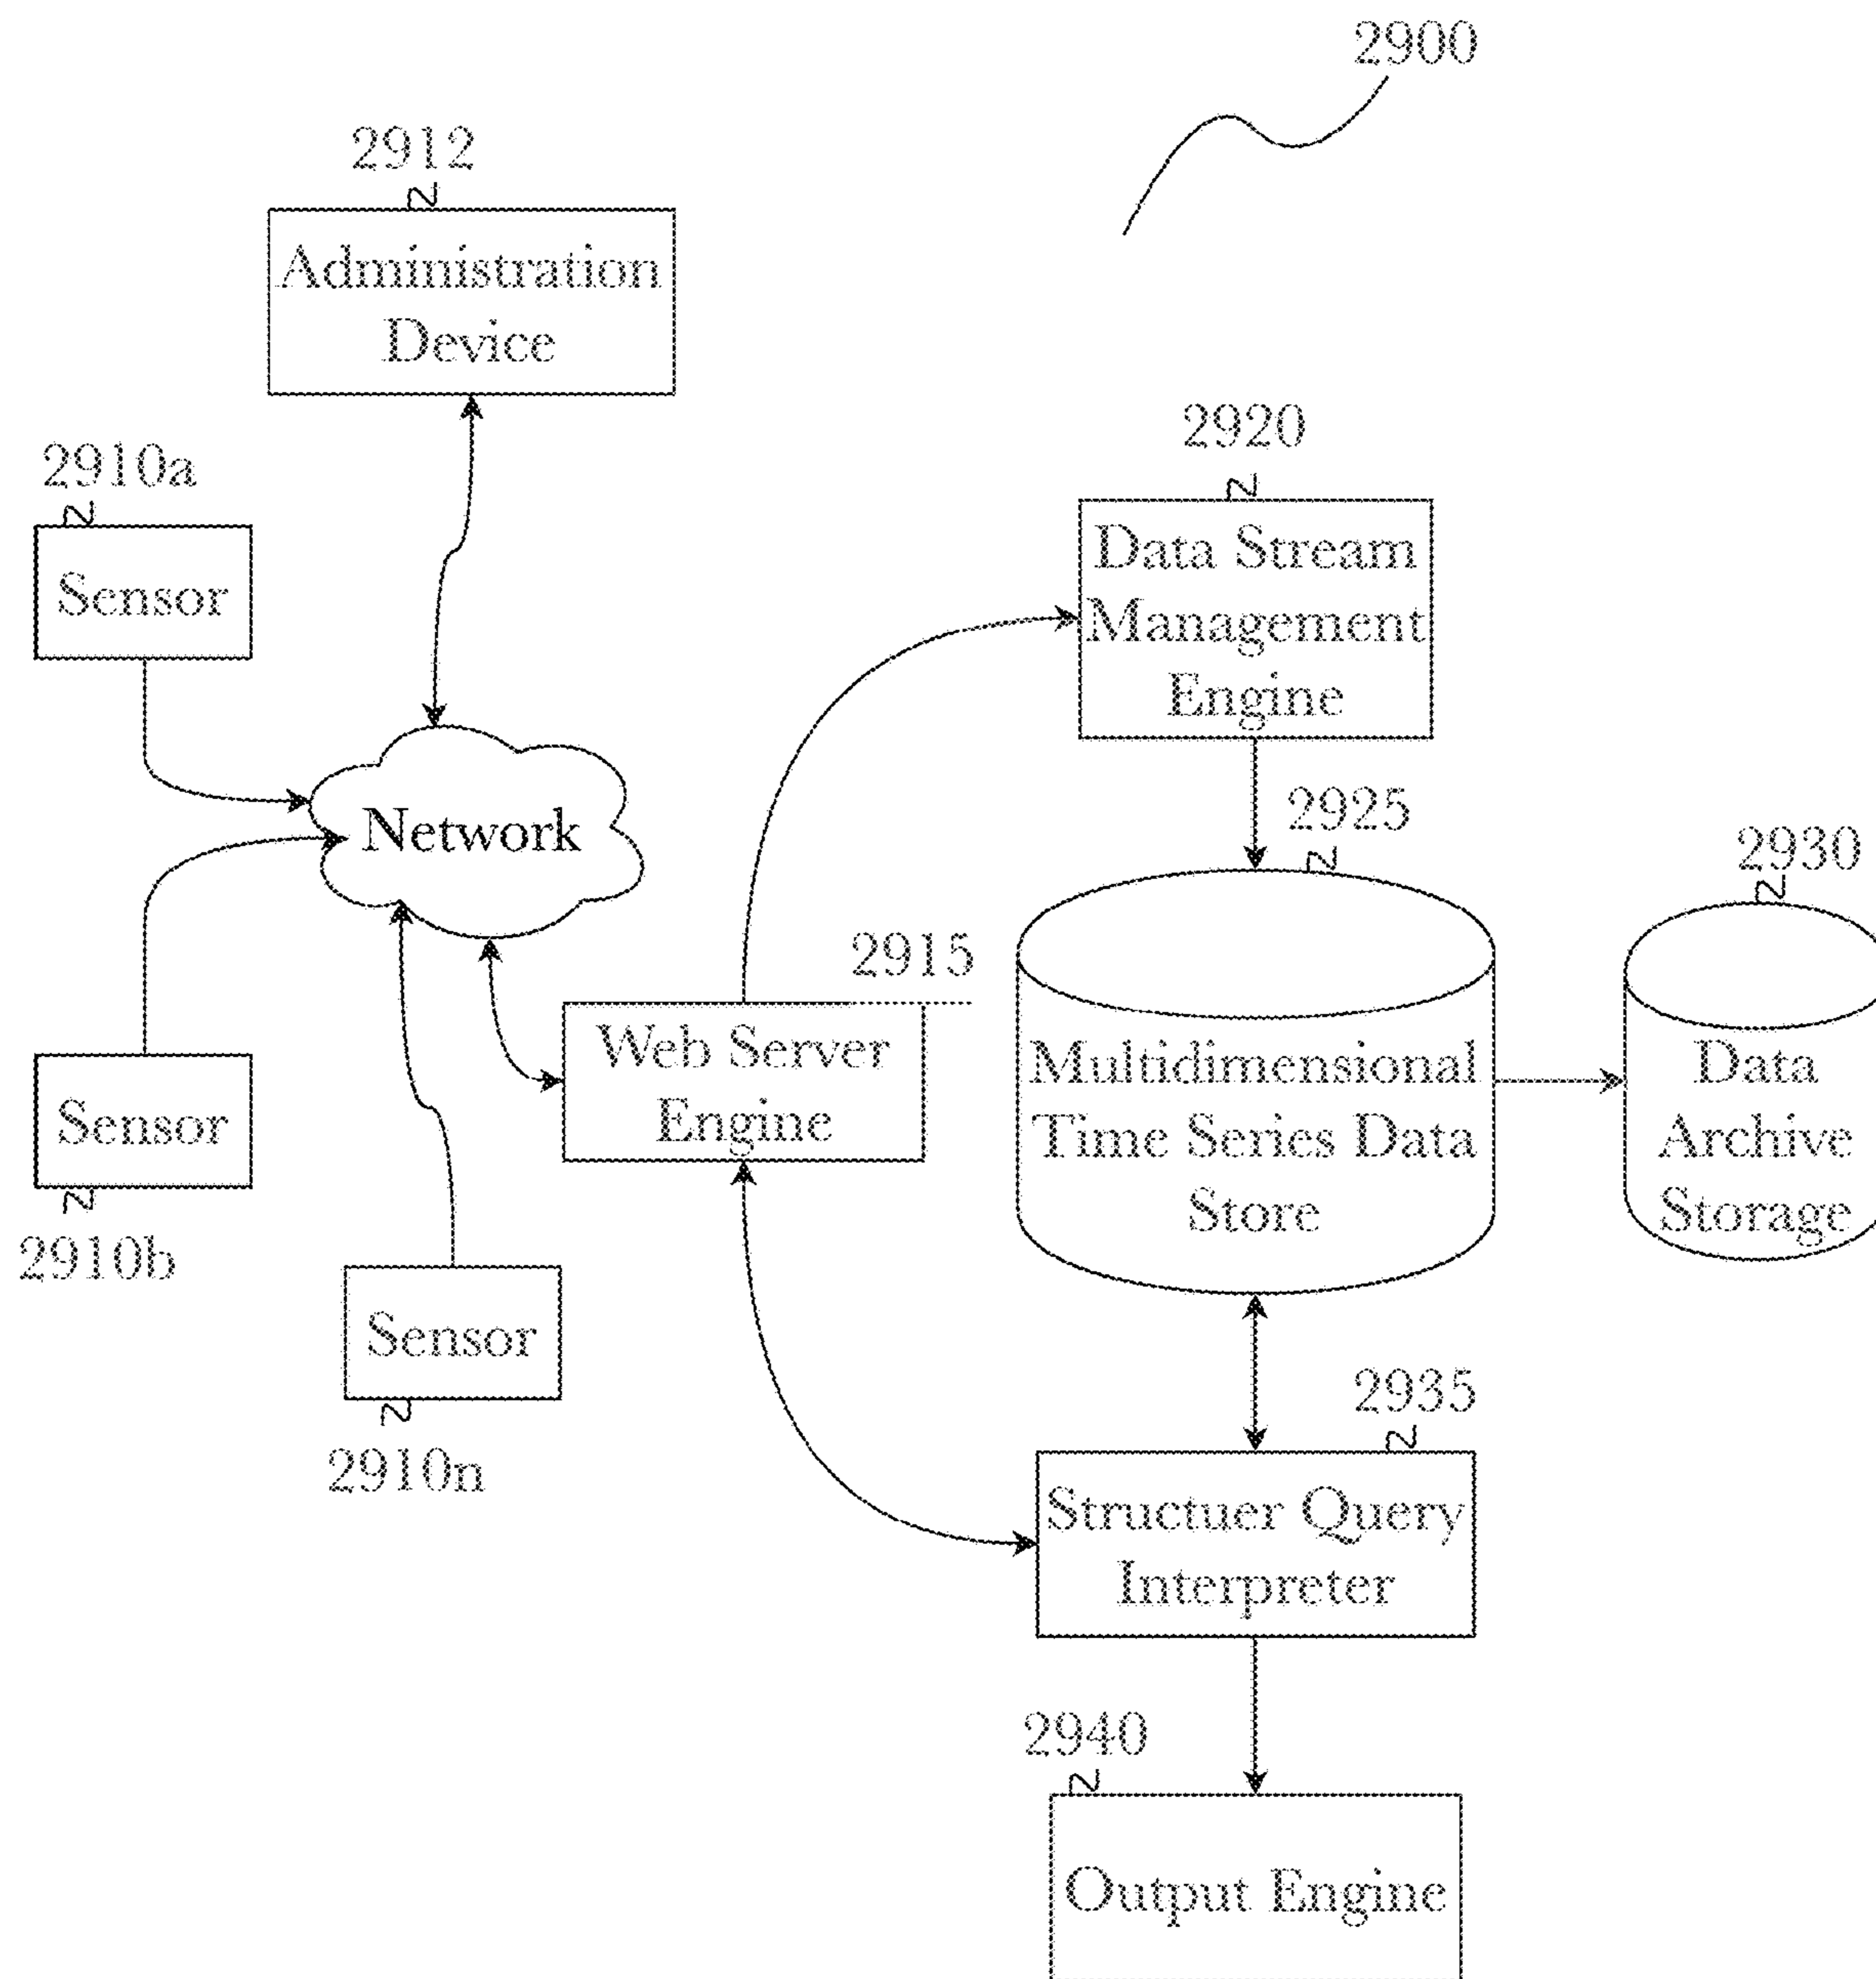 2900
2912
Administration
Device
2910a
Sensor
2920
Data Stream
Management
Engine
Network
2925
2930
2915
Web Server
Engine
Multidimensional
Time Series Data
Store
Data
Archive
Storage
Sensor
2910b
Sensor
2910n
2935
Structuer Query
Interpreter
2940
Output Engine